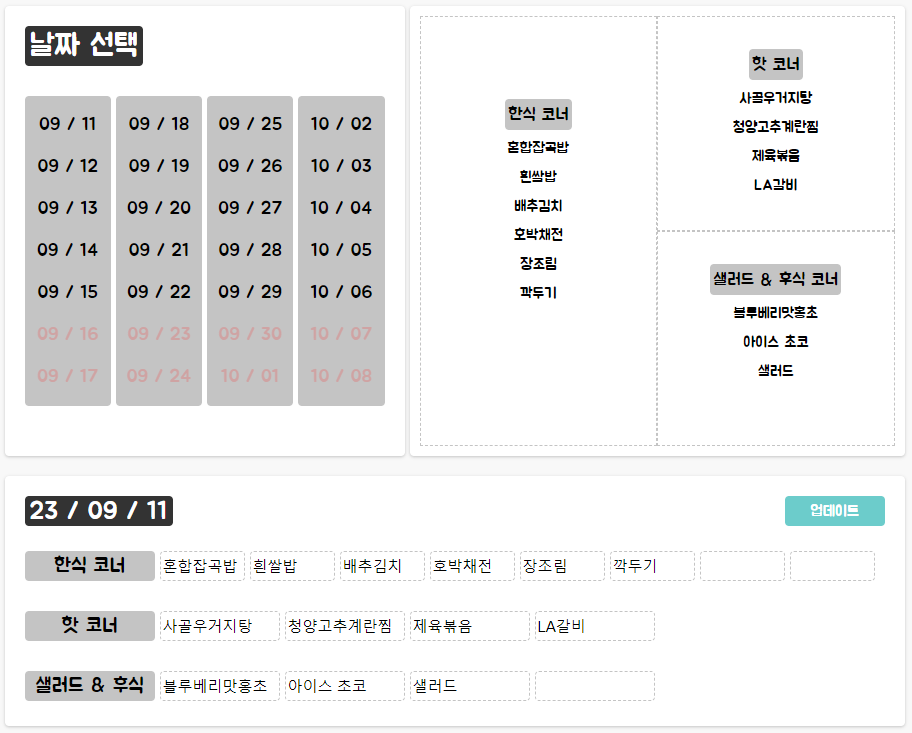 날짜 선택
09 / 11
09 / 12
09 / 13
09 / 14
09 / 15
09 / 16
09 / 17
09 / 18
09 / 19
09 / 20
09 / 21
09 / 22
09 / 23
09 / 24
09 / 25
09 / 26
09 / 27
09 / 28
09 / 29
09 / 30
10 / 01
10 / 02
10 / 03
10 / 04
10 / 05
10 / 06
10 / 07
10 / 08
한식 코너
혼합잡곡밥
흰쌀밥
배추김치
호박채전
장조림
깍두기
핫 코너
사골우거지탕
청양고추계란찜
제육볶음
LA갈비
샐러드 & 후식 코너
블루베리맛홍초
아이스 초코
샐러드
23 / 09 / 11
업데이트
한식 코너 혼합잡곡밥 흰쌀밥 배추김치 호박채전 장조림 깍두기
핫 코너 사골우거지탕 청양고추계란찜 제육볶음 LA갈비
샐러드 & 후식 블루베리맛홍초 아이스 초코 샐러드